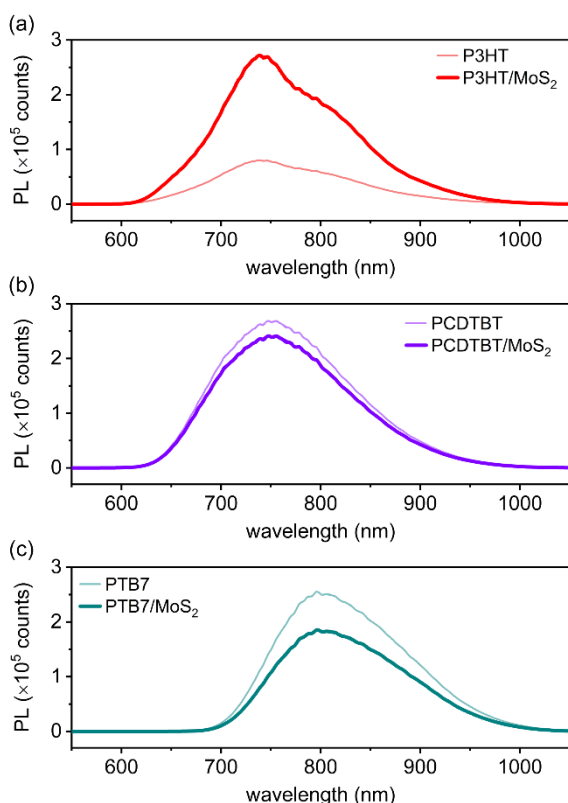 (a)
P3HT
P3HT/MoS₂
PL (×10⁵ counts)
3
2
1
0
600 700 800 900 1000
wavelength (nm)
(b)
PCDTBT
PCDTBT/MoS₂
PL (×10⁵ counts)
3
2
1
0
600 700 800 900 1000
wavelength (nm)
(c)
PTB7
PTB7/MoS₂
PL (×10⁵ counts)
3
2
1
0
600 700 800 900 1000
wavelength (nm)